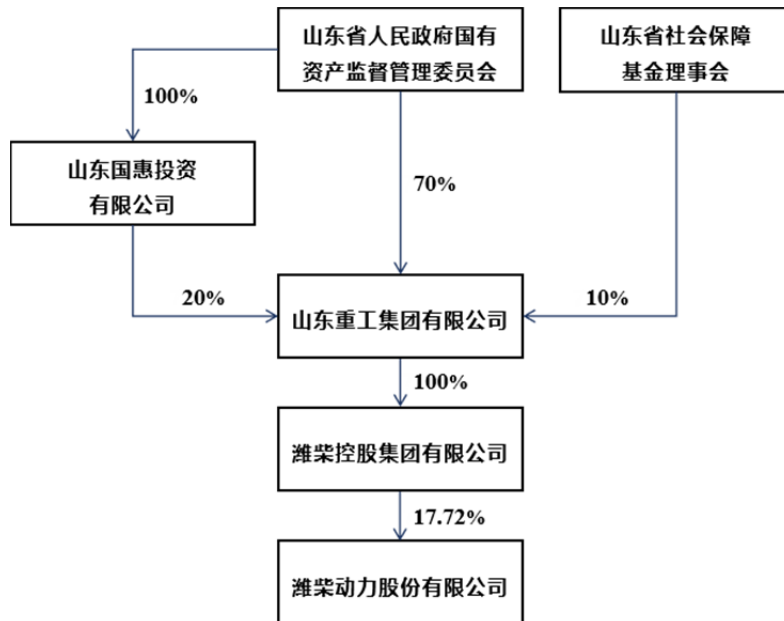 山东省人民政府国有
资产监督管理委员会
山东省社会保障
基金理事会
100%
山东国惠投资
有限公司
70%
20%
10%
山东重工集团有限公司
100%
潍柴控股集团有限公司
17.72%
潍柴动力股份有限公司